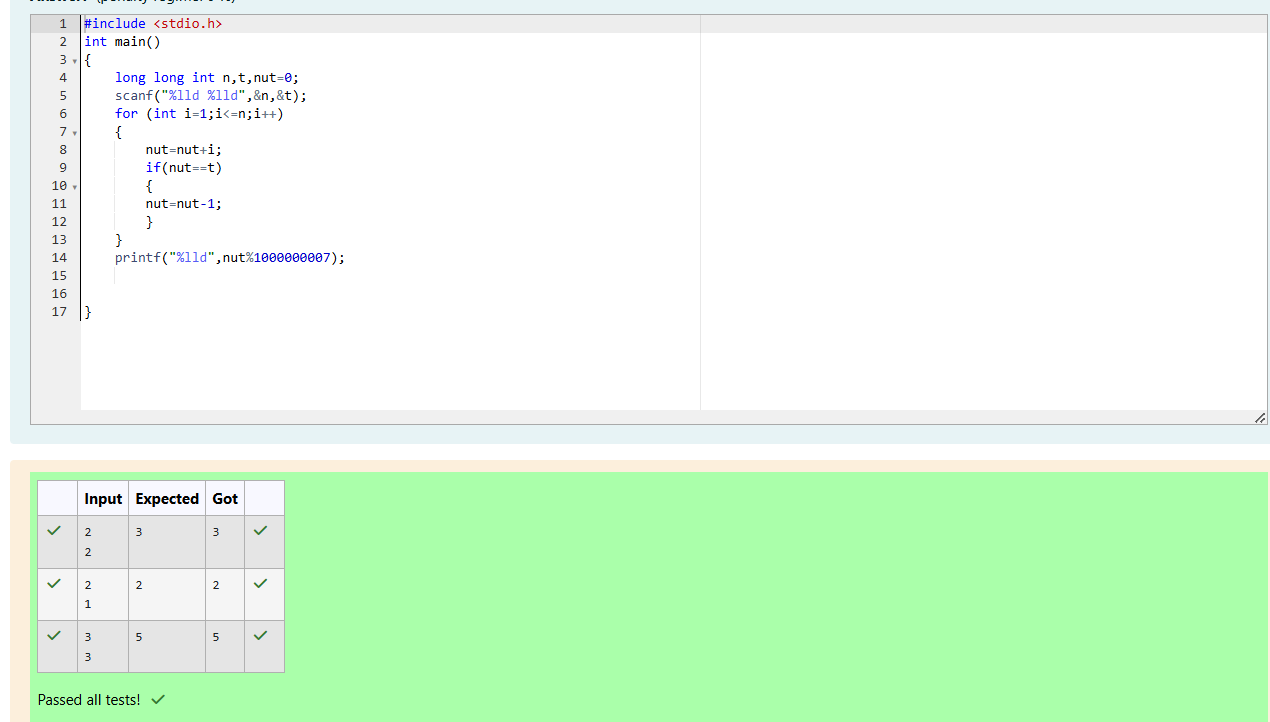 1 #include <stdio.h>
2 int main()
3 {
4 long long int n,t,nut=0;
5 scanf("%lld %lld",&n,&t);
6 for (int i=1;i<=n;i++)
7 {
8 nut=nut+i;
9 if(nut==t)
10 {
11 nut=nut-1;
12 }
13 }
14 printf("%lld",nut%1000000007);
15
16
17 }
Input Expected Got
2 3 3
2
2 2 2
1
3 5 5
3
Passed all tests!